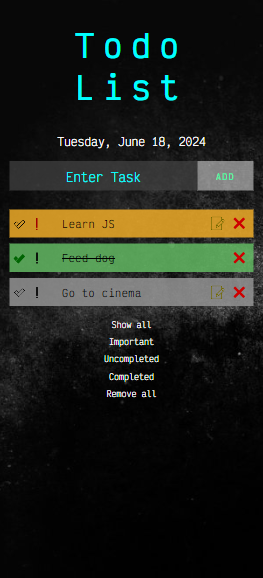 Todo
List
Tuesday, June 18, 2024
Enter Task ADD
! Learn JS
! Feed dog
! Go to cinema
Show all
Important
Uncompleted
Completed
Remove all